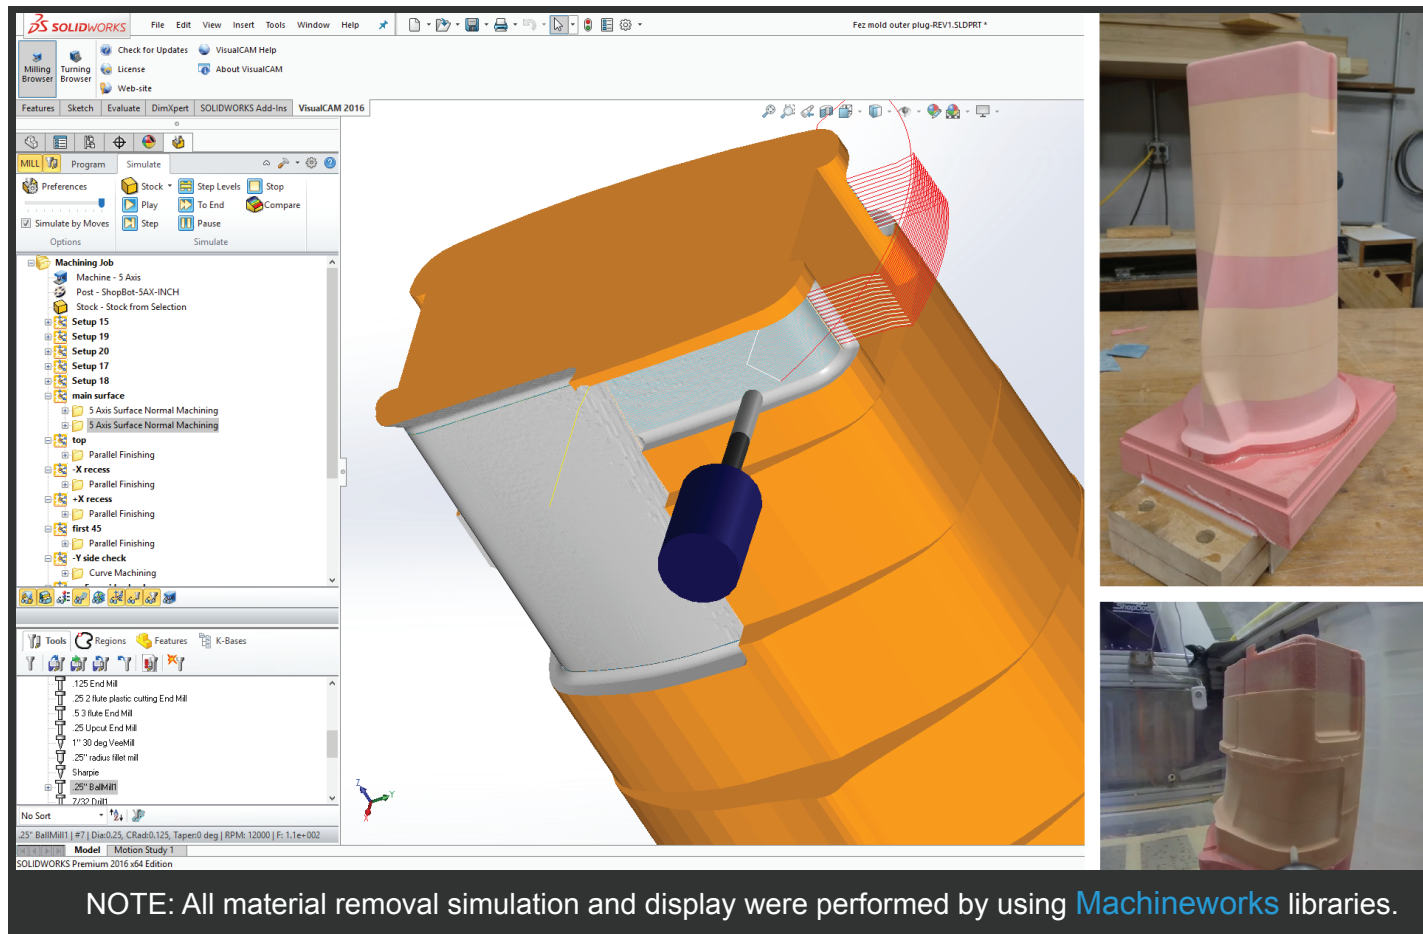 SOLIDWORKS File Edit View Insert Tools Window Help Fez mold outer plug-REV1.SLDPRT *
Milling Browser
Turning Browser
Check for Updates VisualCAM Help
License About VisualCAM
Web-site
Features Sketch Evaluate DimXpert SOLIDWORKS Add-Ins VisualCAM 2016
MILL Program Simulate
Preferences Stock Step Levels Stop
Play To End Compare
Simulate by Moves Step Pause
Options Simulate
Machining Job
Machine - 5 Axis
Post - ShopBot-5AX-INCH
Stock - Stock from Selection
Setup 15
Setup 19
Setup 20
Setup 17
Setup 18
main surface
5 Axis Surface Normal Machining
5 Axis Surface Normal Machining
top
Parallel Finishing
-X recess
Parallel Finishing
+X recess
Parallel Finishing
first 45
Parallel Finishing
-Y side check
Curve Machining
Tools Regions Features K-Bases
.125 End Mill
.25 2 flute plastic cutting End Mill
.5 3 flute End Mill
.25 Upcut End Mill
1" 30 deg VeeMill
.25" radius fillet mill
Sharpie
.25" BallMill1
7/32 Drill1
No Sort
.25" BallMill1 | #7 | Dia:0.25, CRad:0.125, Taper:0 deg | RPM: 12000 | F: 1.1e+002
Model Motion Study 1
SOLIDWORKS Premium 2016 x64 Edition
Z
Y
X
ShopBot
NOTE: All material removal simulation and display were performed by using Machineworks libraries.